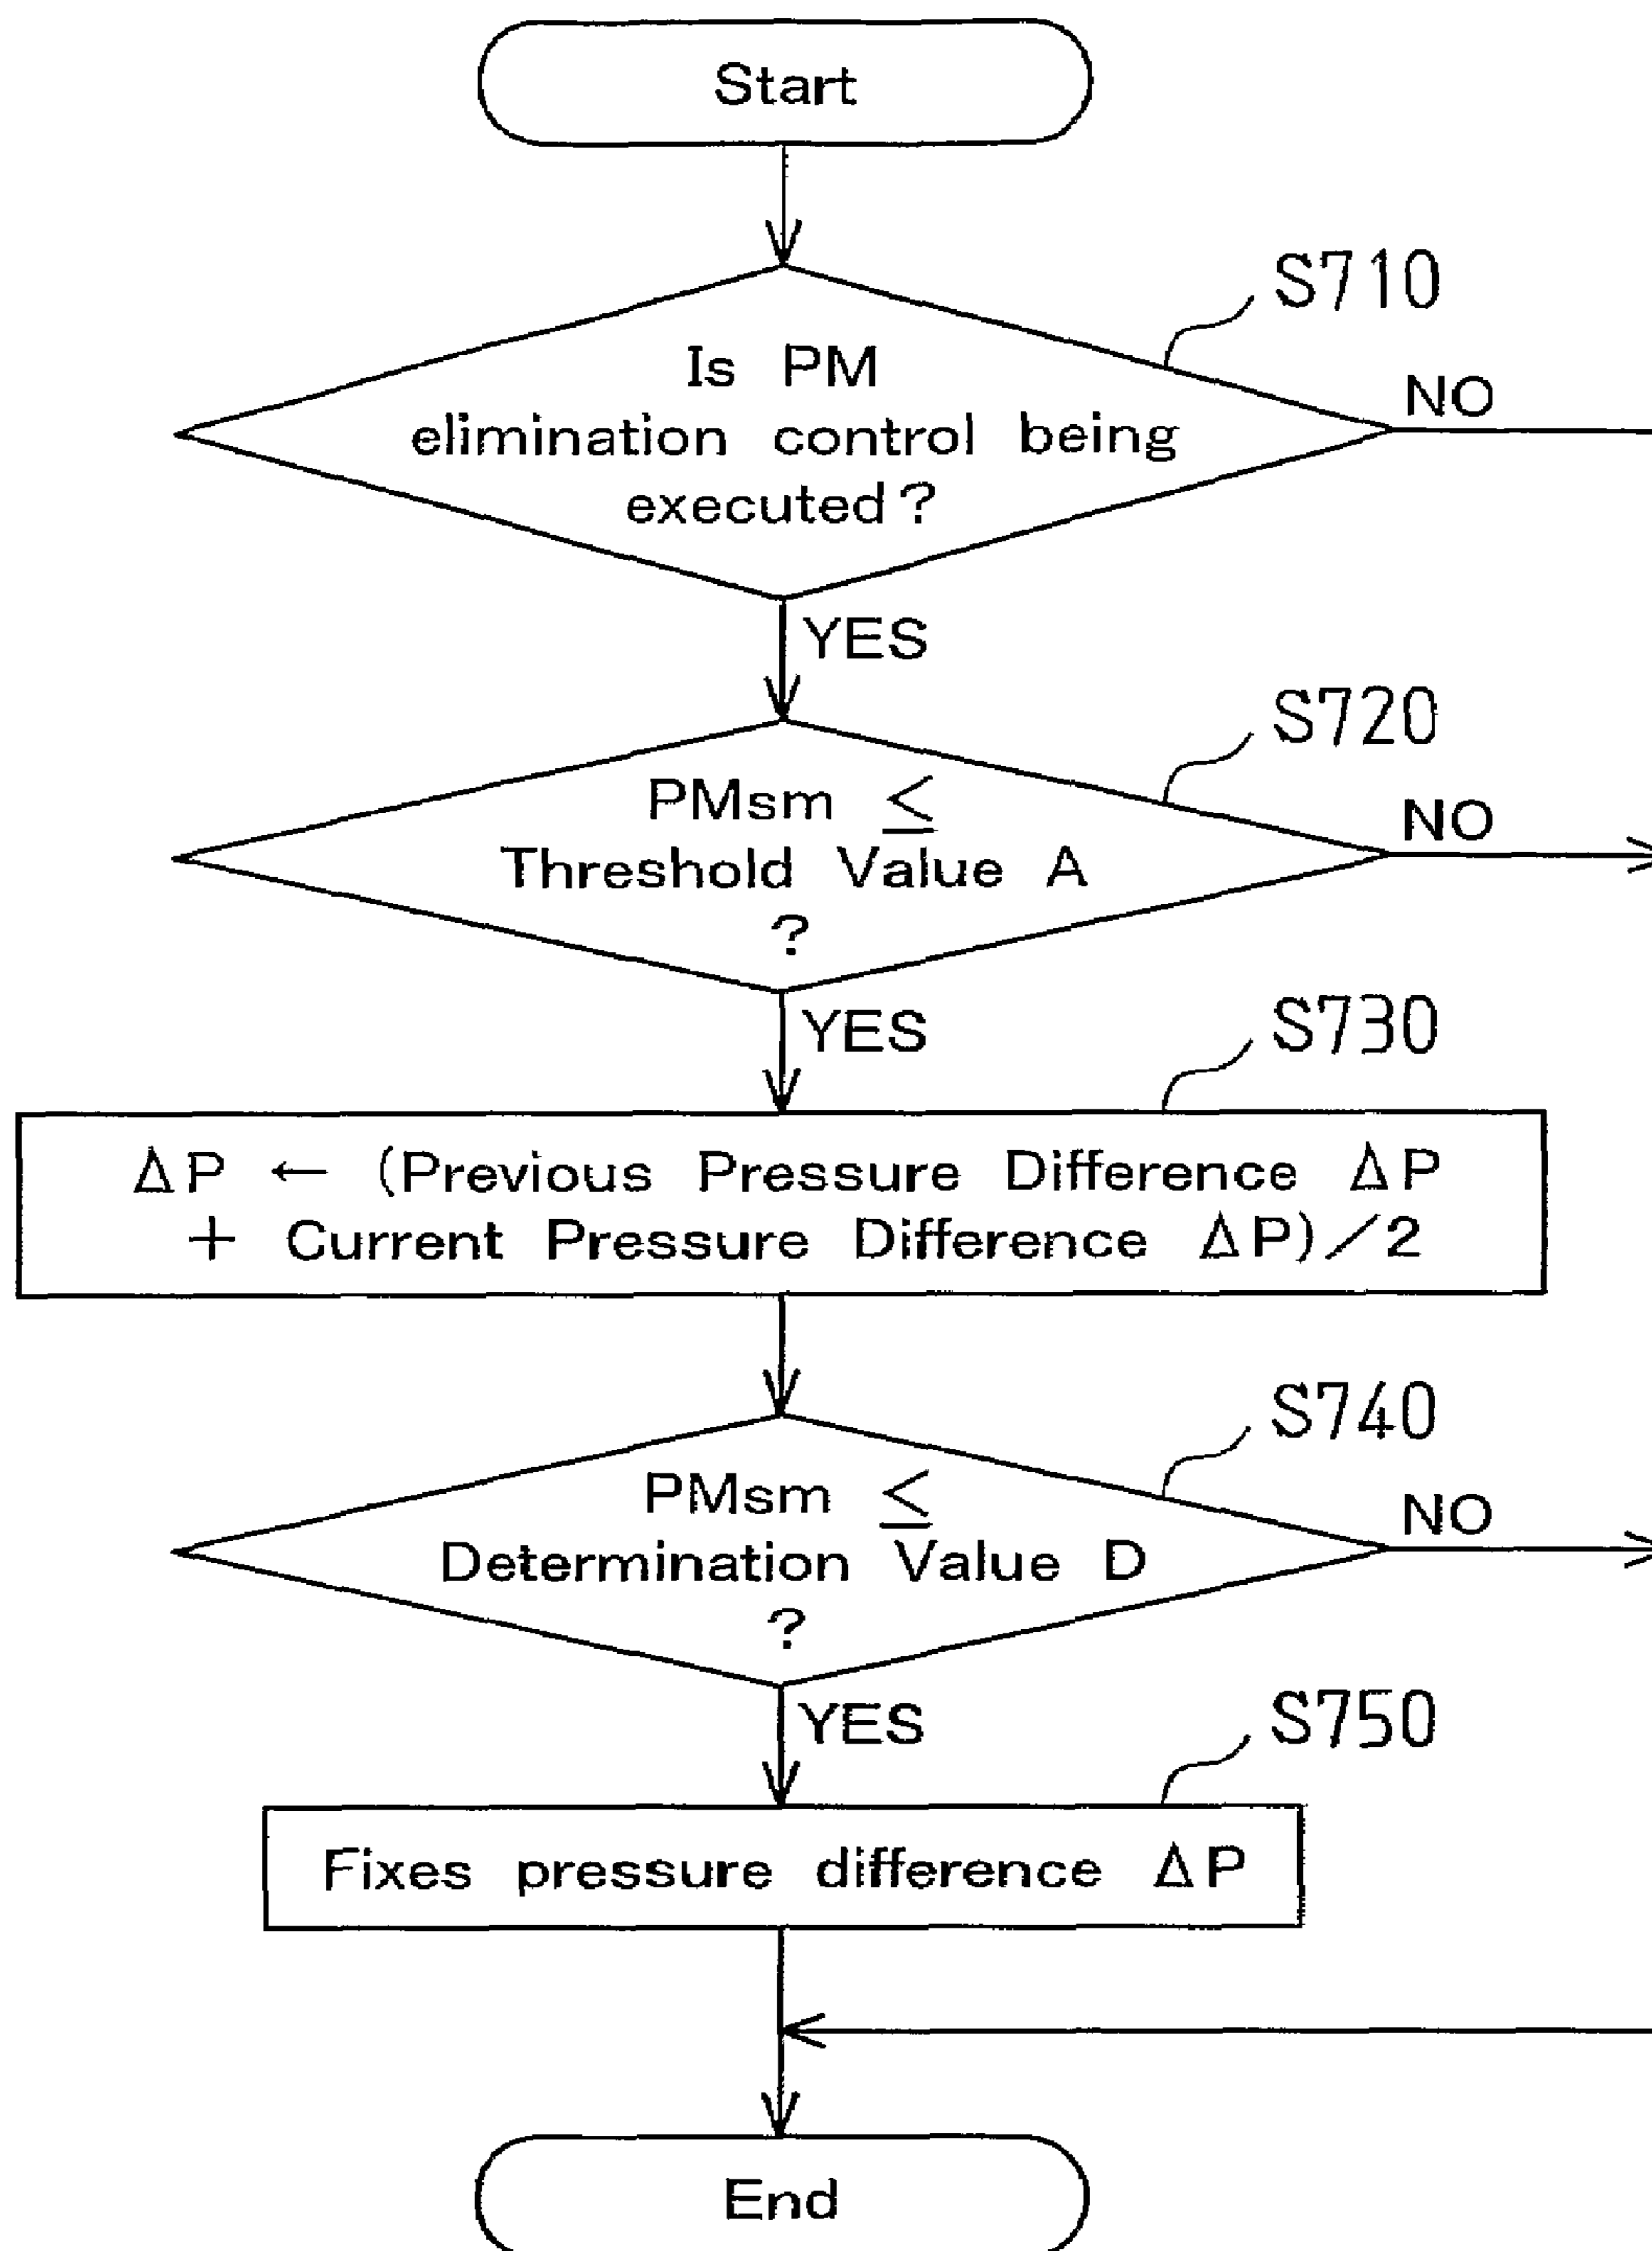 Start
S710
Is PM
NO
elimination control being
executed?
YES
S720
PMsm ≦
NO
Threshold Value A
?
YES
S730
ΔP ← (Previous Pressure Difference ΔP
+ Current Pressure Difference ΔP)/2
S740
PMsm ≦
NO
Determination Value D
?
YES
S750
Fixes pressure difference ΔP
End